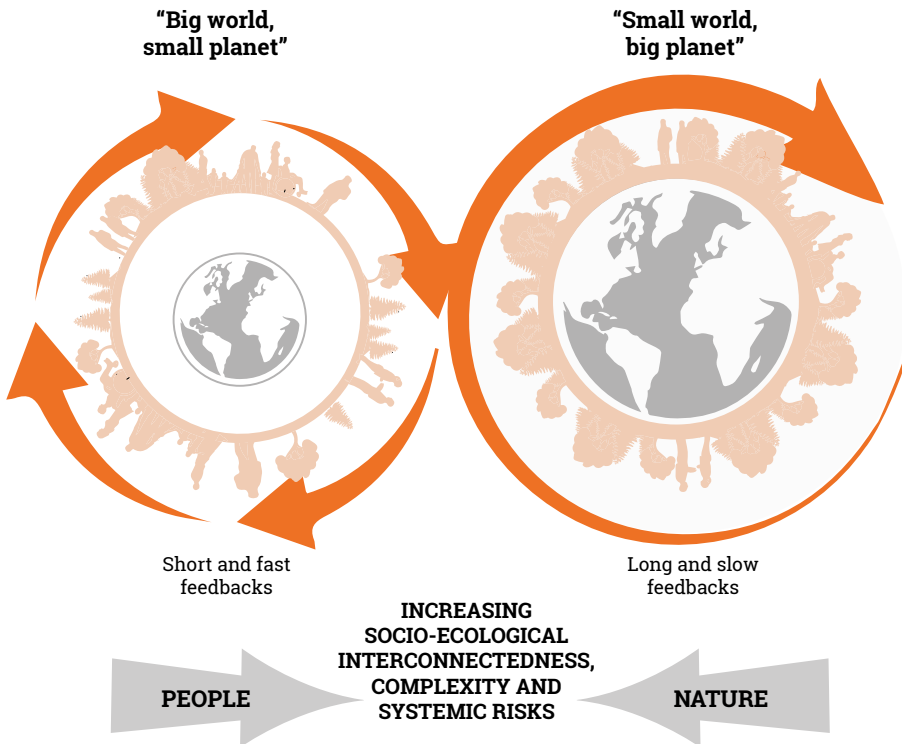 “Big world,
small planet”
“Small world,
big planet”
Short and fast
feedbacks
Long and slow
feedbacks
INCREASING
SOCIO-ECOLOGICAL
INTERCONNECTEDNESS,
COMPLEXITY AND
SYSTEMIC RISKS
PEOPLE
NATURE